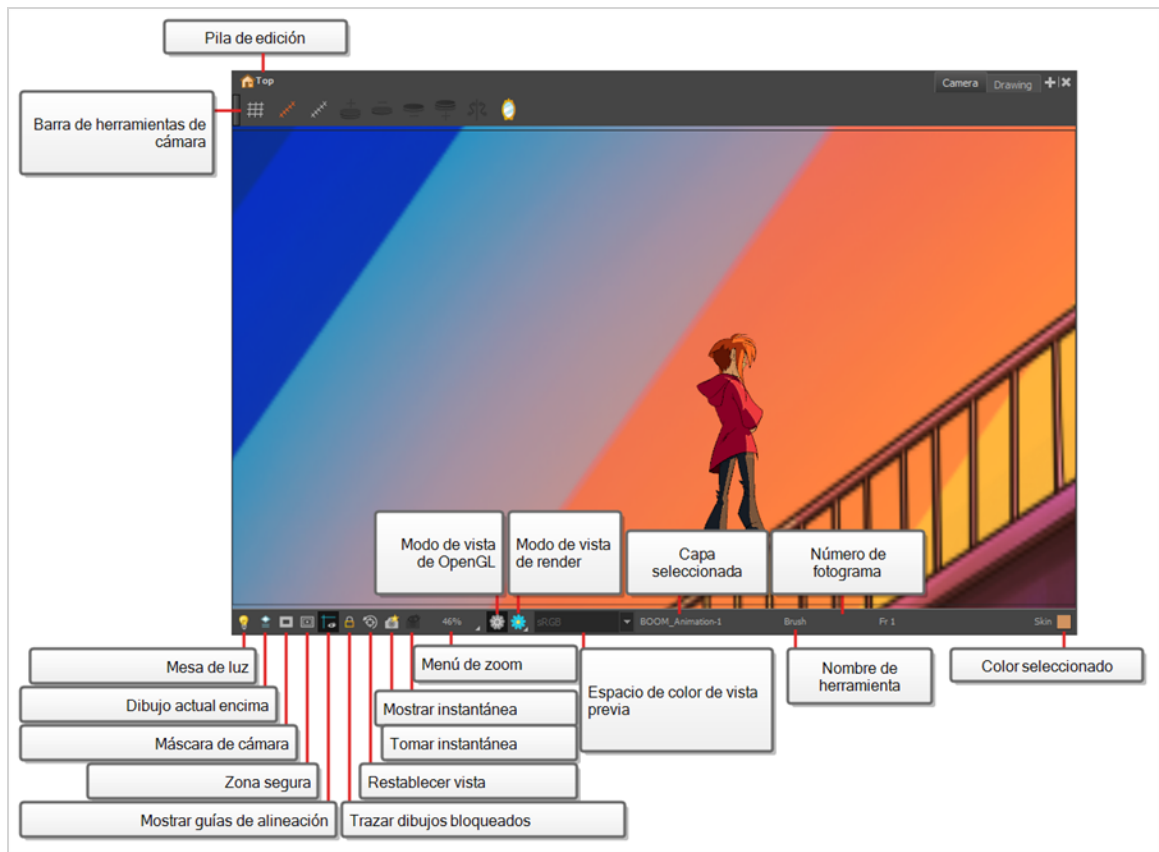 Pila de edición
Top
Camera
Drawing
Barra de herramientas de
cámara
Modo de vista
de OpenGL
Modo de vista
de render
Capa
seleccionada
Número de
fotograma
46%
sRGB
BOOM_Animation-1
Brush
Fr 1
Skin
Mesa de luz
Menú de zoom
Espacio de color de vista
previa
Nombre de
herramienta
Color seleccionado
Dibujo actual encima
Mostrar instantánea
Máscara de cámara
Tomar instantánea
Zona segura
Restablecer vista
Mostrar guías de alineación
Trazar dibujos bloqueados